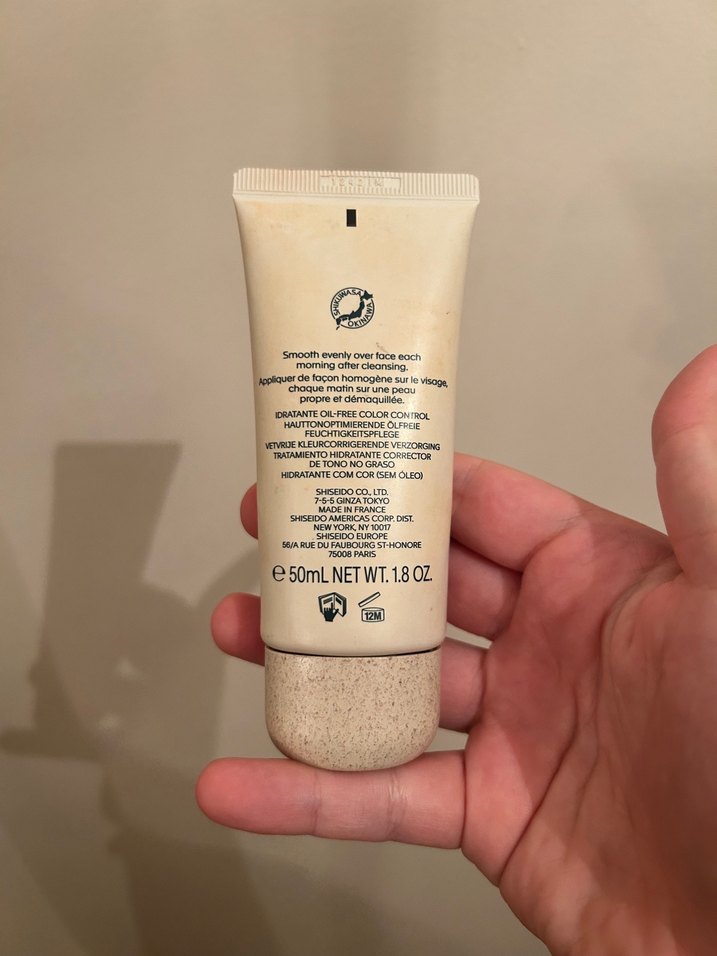 SHIKUWASA
OKINAWA
Smooth evenly over face each
morning after cleansing.
Appliquer de façon homogène sur le visage,
chaque matin sur une peau
propre et démaquillée.
IDRATANTE OIL-FREE COLOR CONTROL
HAUTTONOPTIMIERENDE ÖLFREIE
FEUCHTIGKEITSPFLEGE
VETVRIJE KLEURCORRIGERENDE VERZORGING
TRATAMIENTO HIDRATANTE CORRECTOR
DE TONO NO GRASO
HIDRATANTE COM COR (SEM ÓLEO)
SHISEIDO CO., LTD.
7-5-5 GINZA TOKYO
MADE IN FRANCE
SHISEIDO AMERICAS CORP. DIST.
NEW YORK, NY 10017
SHISEIDO EUROPE
56/A RUE DU FAUBOURG ST-HONORE
75008 PARIS
℮ 50mL NET WT. 1.8 OZ.
12M